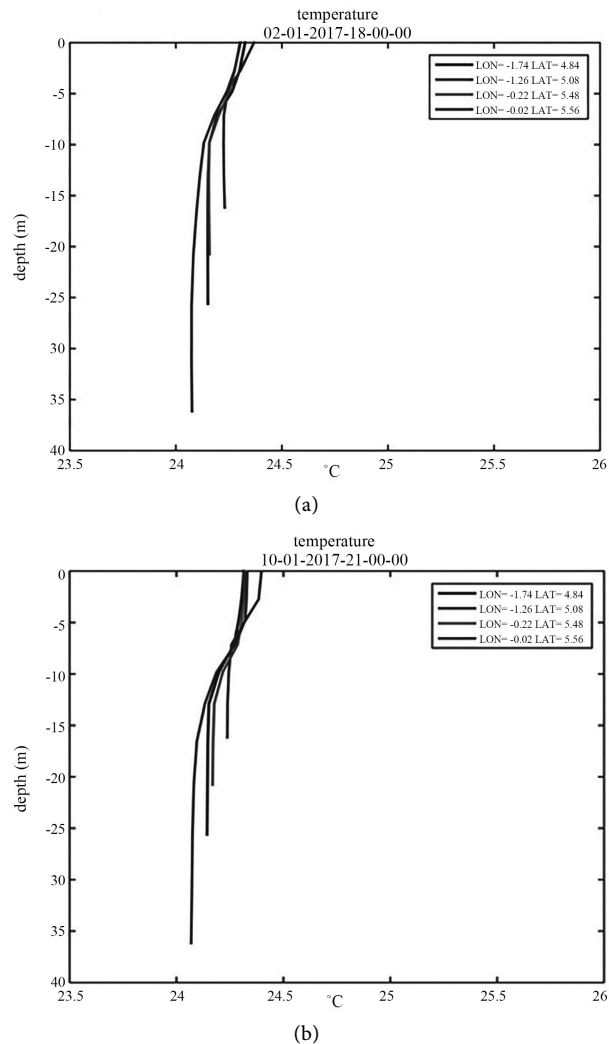 temperature
02-01-2017-18-00-00
0
-5
-10
-15
-20
-25
-30
35
40
depth (m)
23.5 24 24.5 25 25.5 26
°C
LON= -1.74 LAT= 4.84
LON= -1.26 LAT= 5.08
LON= -0.22 LAT= 5.48
LON= -0.02 LAT= 5.56
(a)
temperature
10-01-2017-21-00-00
0
-5
-10
-15
-20
-25
-30
35
40
depth (m)
23.5 24 24.5 25 25.5 26
°C
LON= -1.74 LAT= 4.84
LON= -1.26 LAT= 5.08
LON= -0.22 LAT= 5.48
LON= -0.02 LAT= 5.56
(b)